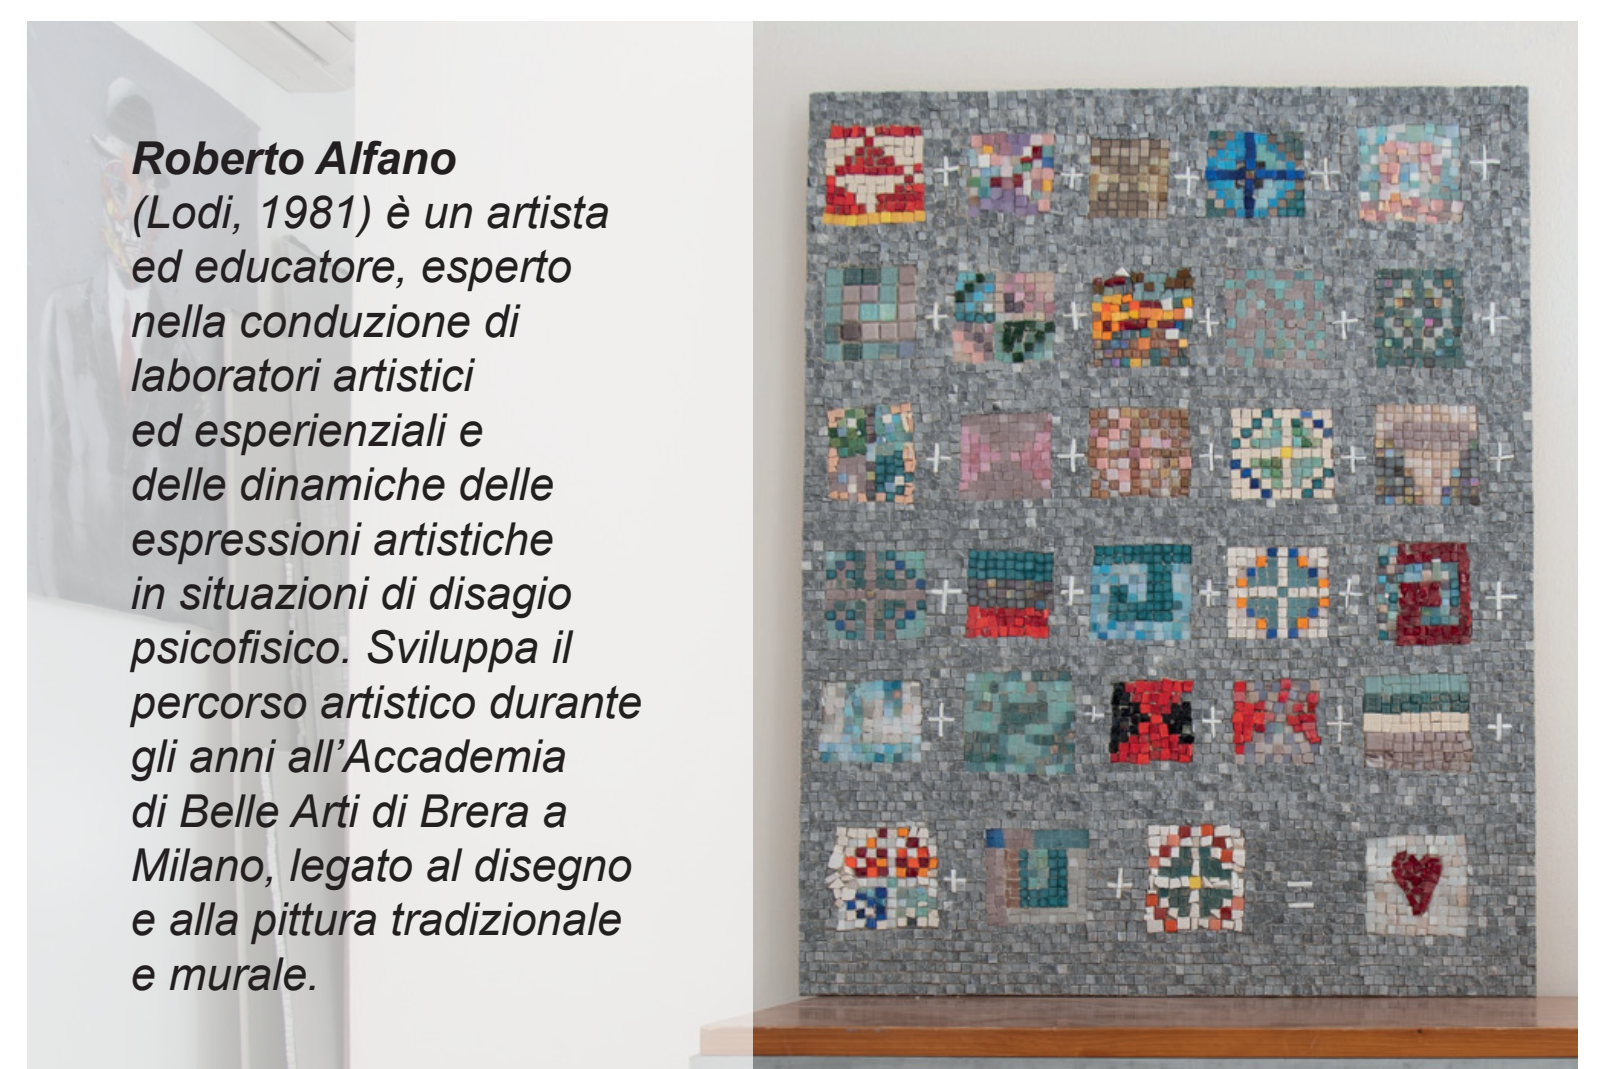 Roberto Alfano
(Lodi, 1981) è un artista
ed educatore, esperto
nella conduzione di
laboratori artistici
ed esperienziali e
delle dinamiche delle
espressioni artistiche
in situazioni di disagio
psicofisico. Sviluppa il
percorso artistico durante
gli anni all’Accademia
di Belle Arti di Brera a
Milano, legato al disegno
e alla pittura tradizionale
e murale.